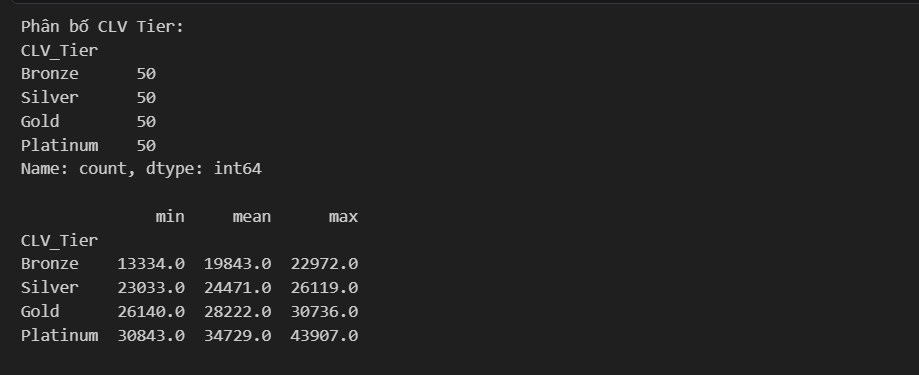 Phân bố CLV Tier:
CLV_Tier
Bronze      50
Silver      50
Gold        50
Platinum    50
Name: count, dtype: int64
              min     mean      max
CLV_Tier
Bronze    13334.0  19843.0  22972.0
Silver    23033.0  24471.0  26119.0
Gold      26140.0  28222.0  30736.0
Platinum  30843.0  34729.0  43907.0